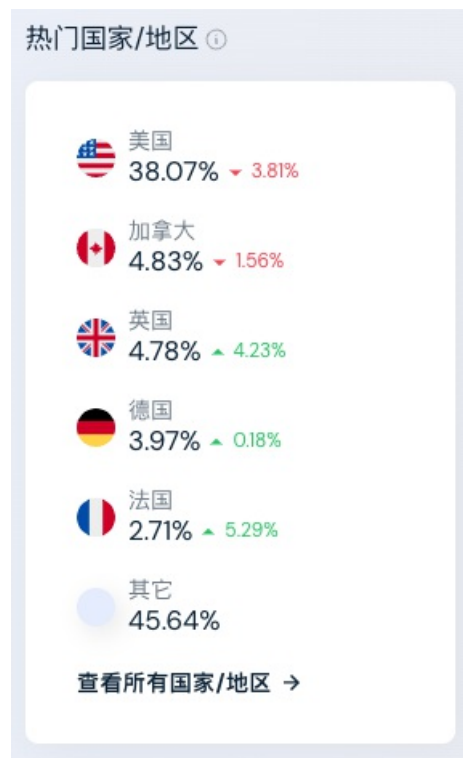 热门国家/地区
美国
38.07% ▼ 3.81%
加拿大
4.83% ▼ 1.56%
英国
4.78% ▲ 4.23%
德国
3.97% ▲ 0.18%
法国
2.71% ▲ 5.29%
其它
45.64%
查看所有国家/地区 →